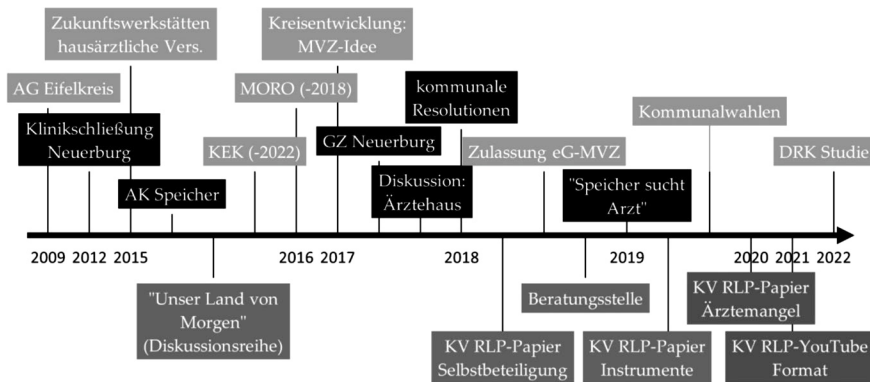 Zukunftswerkstätten
hausärztliche Vers.
Kreisentwicklung:
MVZ-Idee
AG Eifelkreis
MORO (-2018)
kommunale
Resolutionen
Kommunalwahlen
Klinikschließung
Neuerburg
KEK (-2022)
GZ Neuerburg
Zulassung eG-MVZ
DRK Studie
AK Speicher
Diskussion:
Ärztehaus
"Speicher sucht
Arzt"
2009 2012 2015 2016 2017 2018 2019 2020 2021 2022
"Unser Land von
Morgen"
(Diskussionsreihe)
Beratungsstelle
KV RLP-Papier
Ärztemangel
KV RLP-Papier
Selbstbeteiligung
KV RLP-Papier
Instrumente
KV RLP-YouTube
Format